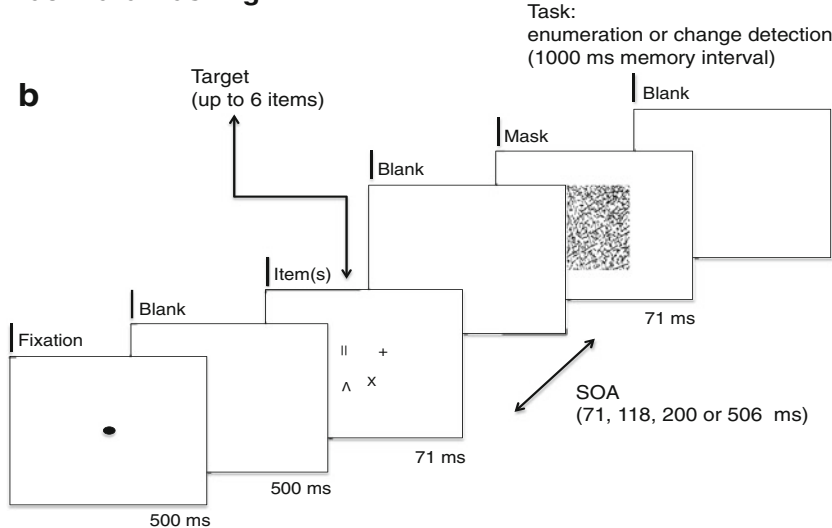 Task:
enumeration or change detection
(1000 ms memory interval)
b
Target
(up to 6 items)
Blank
Mask
Blank
Item(s)
Blank
Fixation
= +
< x
71 ms
SOA
(71, 118, 200 or 506 ms)
71 ms
500 ms
500 ms